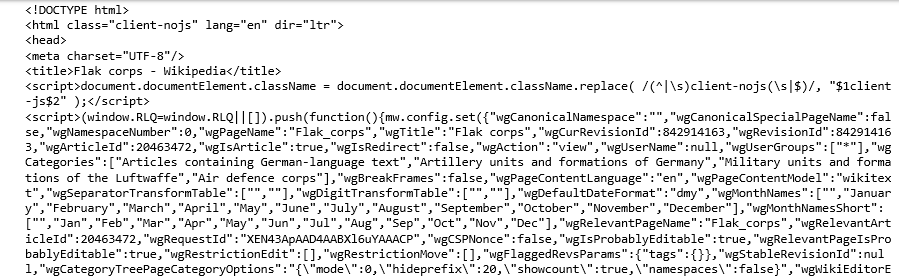 <!DOCTYPE html>
<html class="client-nojs" lang="en" dir="ltr">
<head>
<meta charset="UTF-8"/>
<title>Flak corps - Wikipedia</title>
<script>document.documentElement.className = document.documentElement.className.replace( /(^|\s)client-nojs(\s|$)/, "$1client
-js$2" );</script>
<script>(window.RLQ=window.RLQ||[]).push(function(){mw.config.set({"wgCanonicalNamespace":"","wgCanonicalSpecialPageName":fal
se,"wgNamespaceNumber":0,"wgPageName":"Flak_corps","wgTitle":"Flak corps","wgCurRevisionId":842914163,"wgRevisionId":84291416
3,"wgArticleId":20463472,"wgIsArticle":true,"wgIsRedirect":false,"wgAction":"view","wgUserName":null,"wgUserGroups":["*"],"wg
Categories":["Articles containing German-language text","Artillery units and formations of Germany","Military units and forma
tions of the Luftwaffe","Air defence corps"],"wgBreakFrames":false,"wgPageContentLanguage":"en","wgPageContentModel":"wikitex
t","wgSeparatorTransformTable":["",""],"wgDigitTransformTable":["",""],"wgDefaultDateFormat":"dmy","wgMonthNames":["","Januar
y","February","March","April","May","June","July","August","September","October","November","December"],"wgMonthNamesShort":
["","Jan","Feb","Mar","Apr","May","Jun","Jul","Aug","Sep","Oct","Nov","Dec"],"wgRelevantPageName":"Flak_corps","wgRelevantArt
icleId":20463472,"wgRequestId":"XEN43ApAAD4AABXl6uYAAACP","wgCSPNonce":false,"wgIsProbablyEditable":true,"wgRelevantPageIsPro
bablyEditable":true,"wgRestrictionEdit":[],"wgRestrictionMove":[],"wgFlaggedRevsParams":{"tags":{}},"wgStableRevisionId":nu
ll,"wgCategoryTreePageCategoryOptions":"{\"mode\":0,\"hideprefix\":20,\"showcount\":true,\"namespaces\":false}","wgWikiEditorE